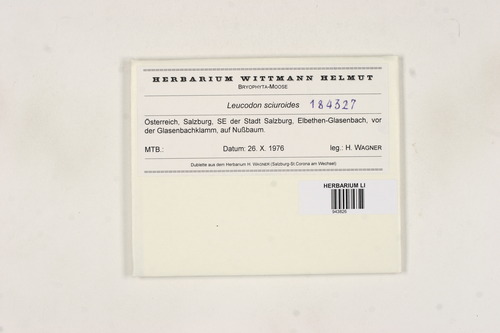 HERBARIUM WITTMANN HELMUT
BRYOPHYTA-MOOSE
Leucodon sciuroides 184327
Österreich, Salzburg, SE der Stadt Salzburg, Elbethen-Glasenbach, vor
der Glasenbachklamm, auf Nußbaum.
MTB.: Datum: 26. X. 1976 leg.: H. WAGNER
Dublette aus dem Herbarium H. WAGNER (Salzburg-St.Corona am Wechsel)
HERBARIUM LI
943826